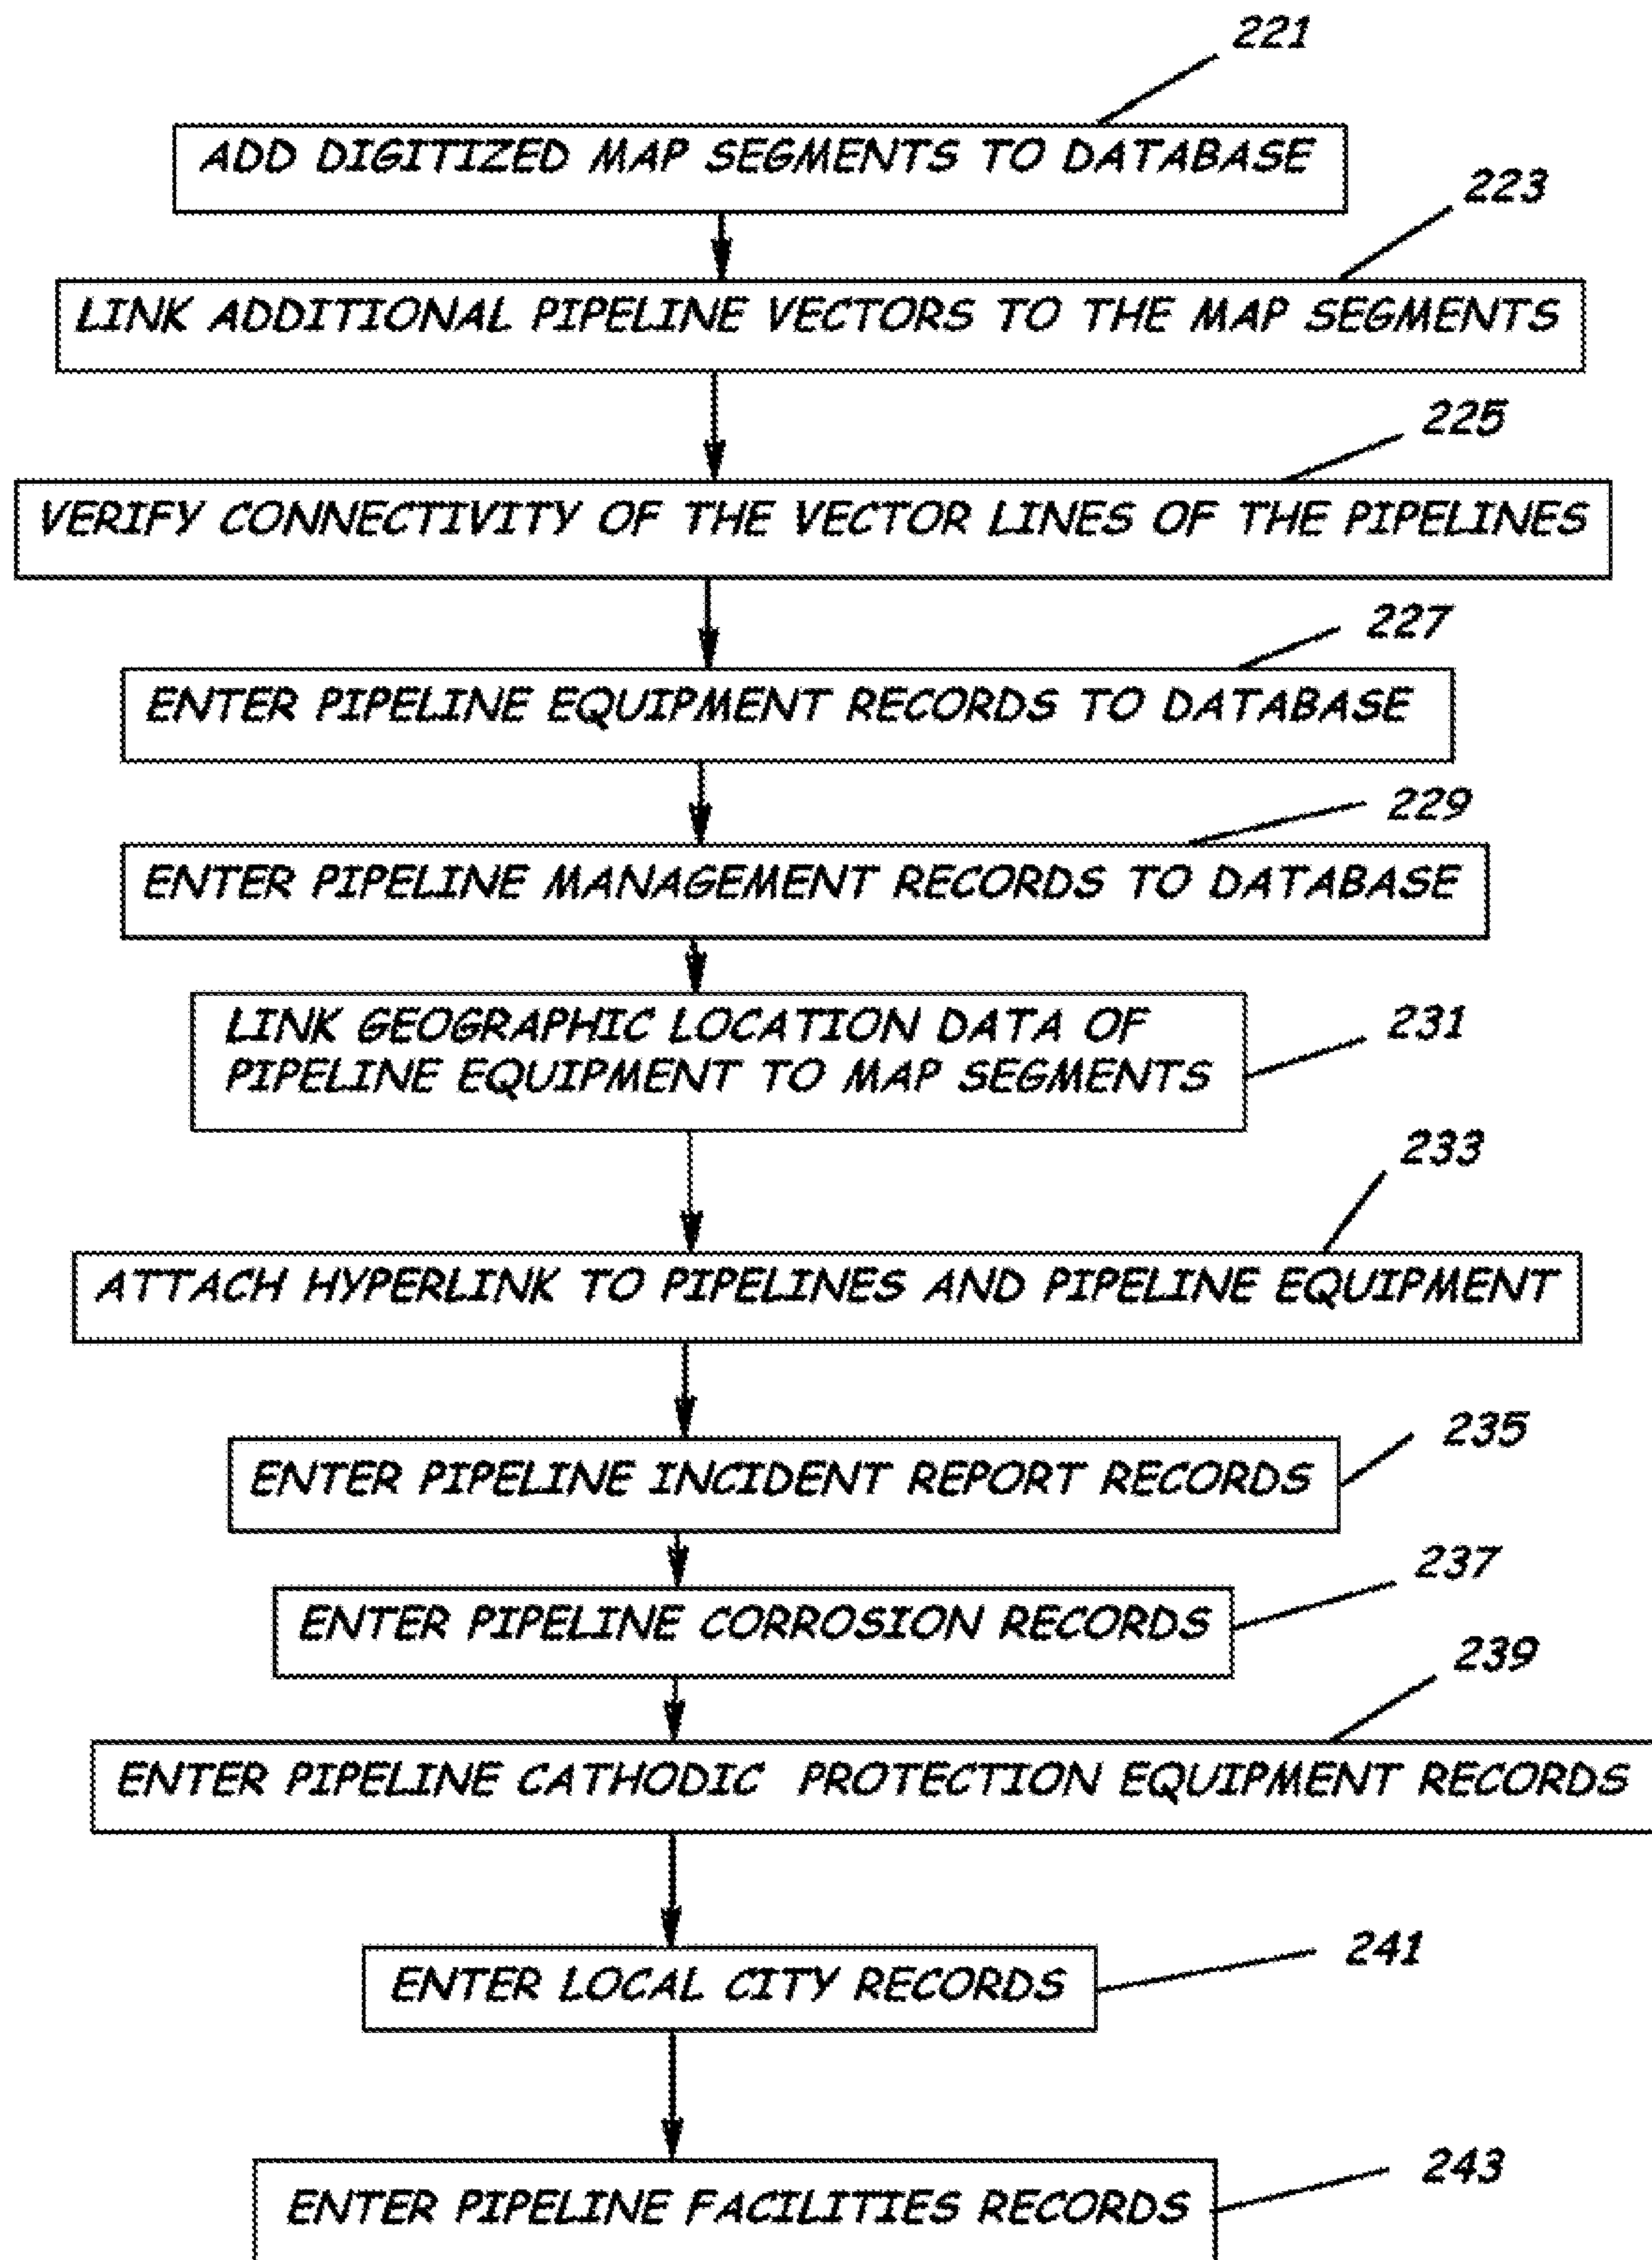 221
ADD DIGITIZED MAP SEGMENTS TO DATABASE
223
LINK ADDITIONAL PIPELINE VECTORS TO THE MAP SEGMENTS
225
VERIFY CONNECTIVITY OF THE VECTOR LINES OF THE PIPELINES
227
ENTER PIPELINE EQUIPMENT RECORDS TO DATABASE
229
ENTER PIPELINE MANAGEMENT RECORDS TO DATABASE
LINK GEOGRAPHIC LOCATION DATA OF
PIPELINE EQUIPMENT TO MAP SEGMENTS
231
233
ATTACH HYPERLINK TO PIPELINES AND PIPELINE EQUIPMENT
235
ENTER PIPELINE INCIDENT REPORT RECORDS
237
ENTER PIPELINE CORROSION RECORDS
239
ENTER PIPELINE CATHODIC PROTECTION EQUIPMENT RECORDS
241
ENTER LOCAL CITY RECORDS
243
ENTER PIPELINE FACILITIES RECORDS